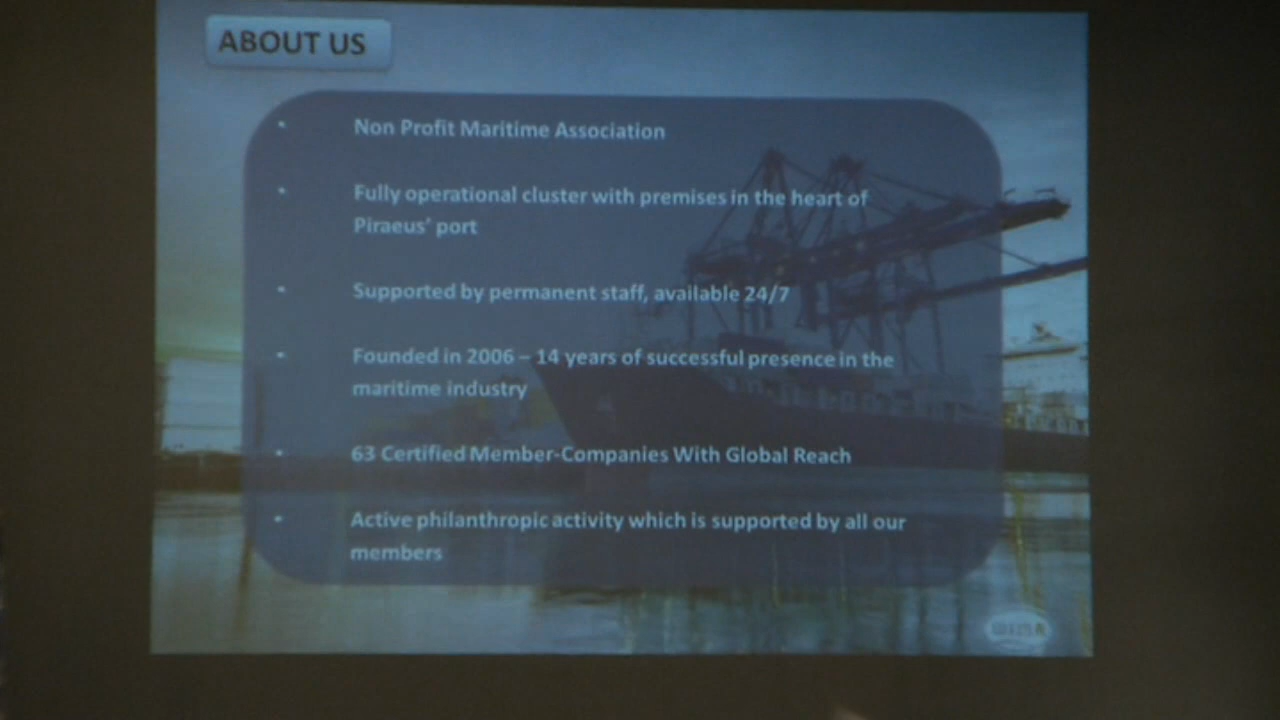 ABOUT US
• Non Profit Maritime Association
• Fully operational cluster with premises in the heart of
Piraeus' port
• Supported by permanent staff, available 24/7
• Founded in 2006 – 14 years of successful presence in the
maritime industry
• 63 Certified Member-Companies With Global Reach
• Active philanthropic activity which is supported by all our
members